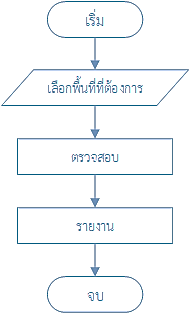 เริ่ม
เลือกพื้นที่ที่ต้องการ
ตรวจสอบ
รายงาน
จบ